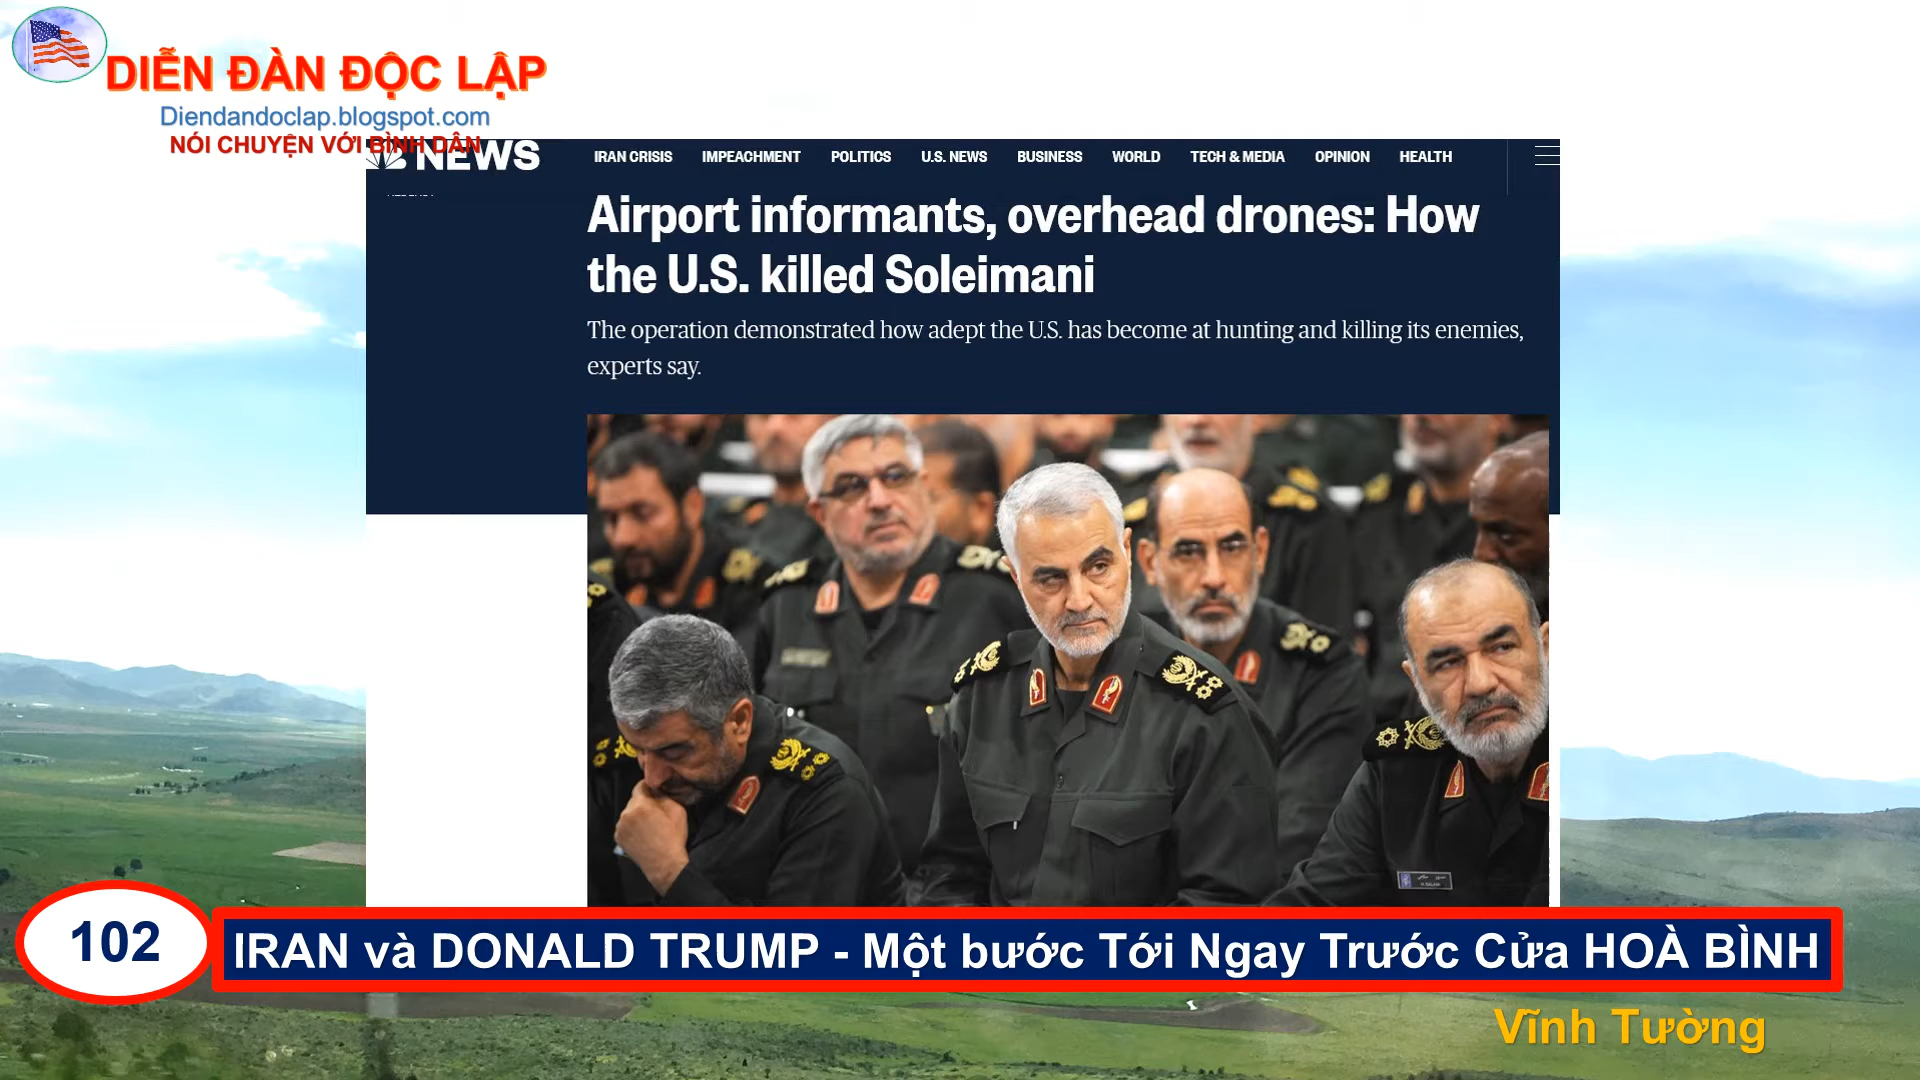 DIỄN ĐÀN ĐỘC LẬP
Diendandoclap.blogspot.com
NÓI CHUYỆN VỚI BÌNH DÂN
NEWS
IRAN CRISIS IMPEACHMENT POLITICS U.S. NEWS BUSINESS WORLD TECH & MEDIA OPINION HEALTH
Airport informants, overhead drones: How
the U.S. killed Soleimani
The operation demonstrated how adept the U.S. has become at hunting and killing its enemies,
experts say.
102
IRAN và DONALD TRUMP - Một bước Tới Ngay Trước Cửa HOÀ BÌNH
Vĩnh Tường